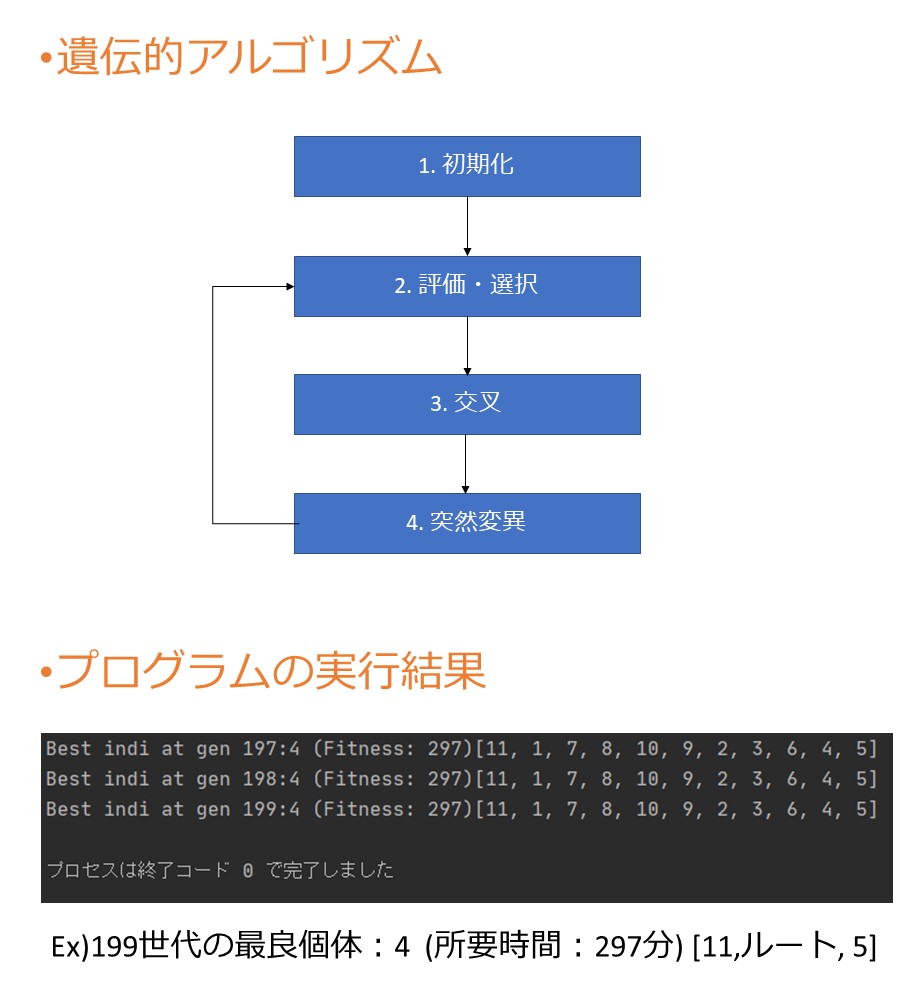 •遺伝的アルゴリズム
1. 初期化
2. 評価・選択
3. 交叉
4. 突然変異
•プログラムの実行結果
Best indi at gen 197:4 (Fitness: 297)[11, 1, 7, 8, 10, 9, 2, 3, 6, 4, 5]
Best indi at gen 198:4 (Fitness: 297)[11, 1, 7, 8, 10, 9, 2, 3, 6, 4, 5]
Best indi at gen 199:4 (Fitness: 297)[11, 1, 7, 8, 10, 9, 2, 3, 6, 4, 5]
プロセスは終了コード 0 で完了しました
Ex)199世代の最良個体：4 (所要時間：297分) [11,ルート, 5]